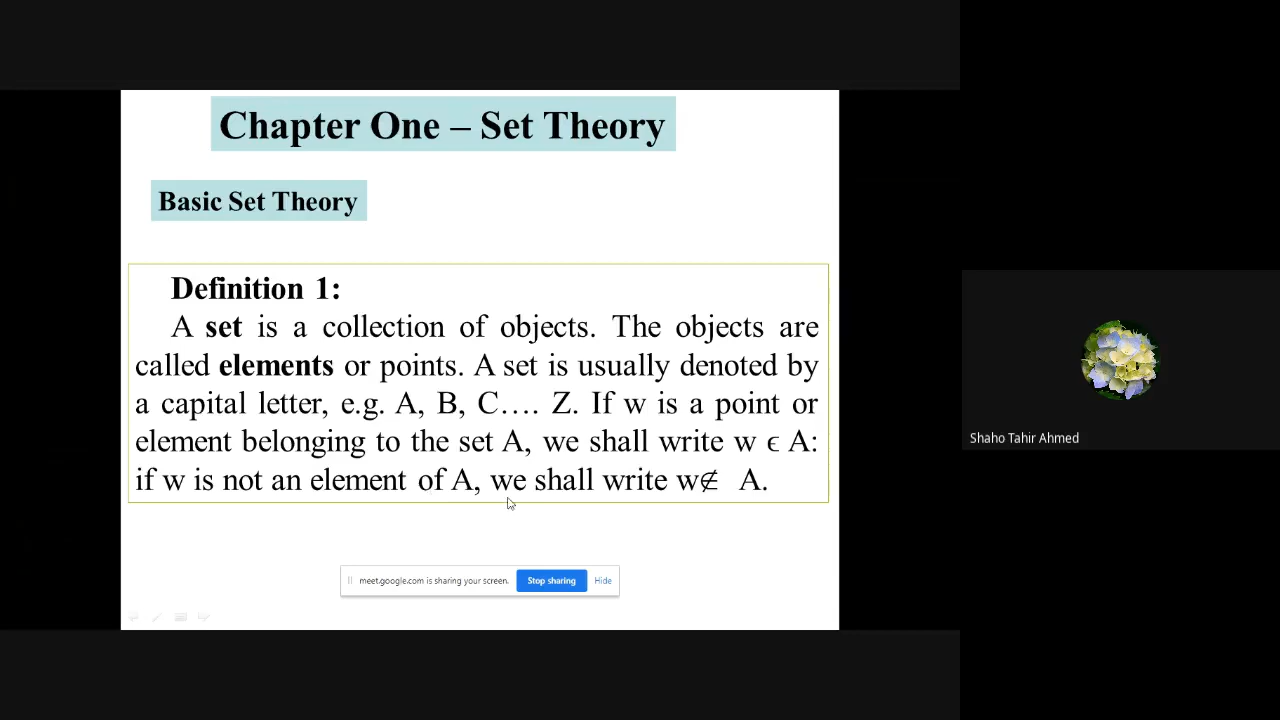 Chapter One – Set Theory
Basic Set Theory
Definition 1:
A set is a collection of objects. The objects are
called elements or points. A set is usually denoted by
a capital letter, e.g. A, B, C…. Z. If w is a point or
element belonging to the set A, we shall write w ϵ A:
if w is not an element of A, we shall write w∉ A.
meet.google.com is sharing your screen. Stop sharing Hide
Shaho Tahir Ahmed